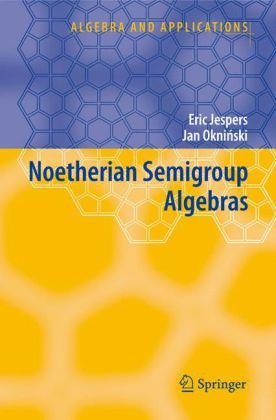 ALGEBRA AND APPLICATIONS
Eric Jespers
Jan Okniński
Noetherian Semigroup
Algebras
Springer